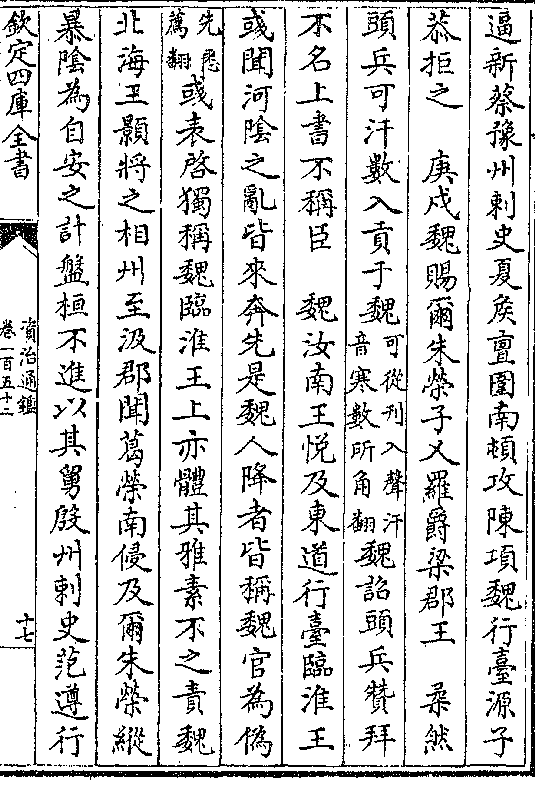 逼新蔡豫州刺史夏侯亶圍南頓攻陳項魏行臺源子
恭拒之　庚戍魏賜爾朱榮子乂羅爵梁郡王　柔然
頭兵可汗數入貢于魏可從刋入聲汗音寒數所角翻魏詔頭兵贊拜
不名上書不稱臣　魏汝南王悅及東道行臺臨淮王
彧聞河陰之亂皆來奔先是魏人降者皆稱魏官為偽
先悉薦翻彧表啓獨稱魏臨淮王上亦體其雅素不之責魏
北海王顥將之相州至汲郡聞葛榮南侵及爾朱榮縱
暴陰為自安之計盤桓不進以其舅殷州刺史范遵行
欽定四庫全書
資治通鑑
卷一百五十二
十七